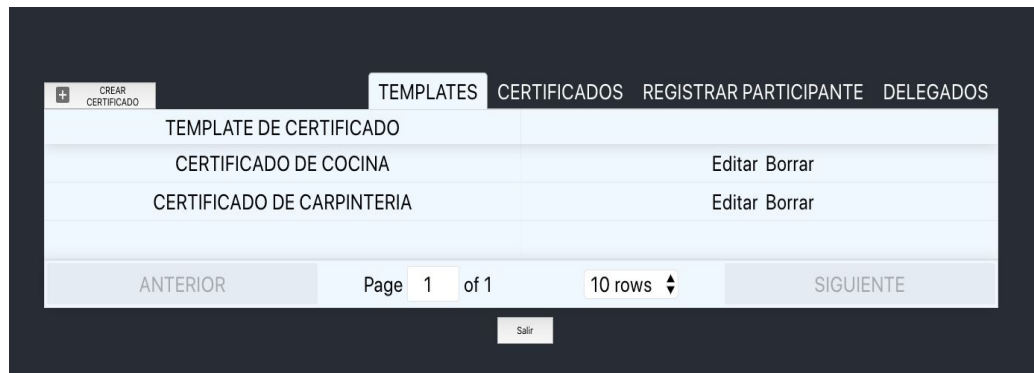 CREAR
CERTIFICADO
TEMPLATES CERTIFICADOS REGISTRAR PARTICIPANTE DELEGADOS
TEMPLATE DE CERTIFICADO
CERTIFICADO DE COCINA Editar Borrar
CERTIFICADO DE CARPINTERIA Editar Borrar
ANTERIOR Page 1 of 1 10 rows SIGUIENTE
Salir